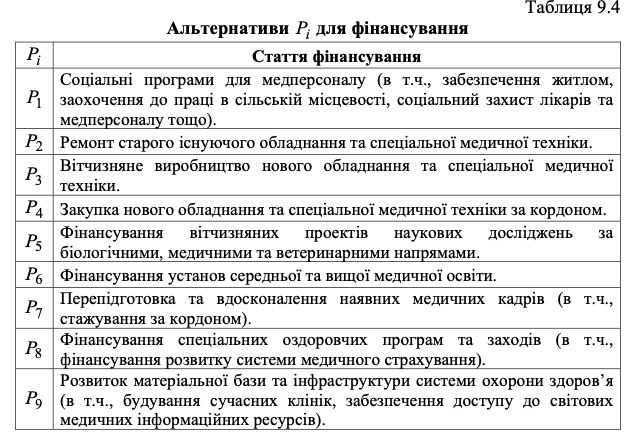 Таблиця 9.4
Альтернативи Pi для фінансування
Pi Стаття фінансування
Соціальні програми для медперсоналу (в т.ч., забезпечення житлом,
P1 заохочення до праці в сільській місцевості, соціальний захист лікарів та
медперсоналу тощо).
P2 Ремонт старого існуючого обладнання та спеціальної медичної техніки.
P3 Вітчизняне виробництво нового обладнання та спеціальної медичної
техніки.
P4 Закупка нового обладнання та спеціальної медичної техніки за кордоном.
P5 Фінансування вітчизняних проектів наукових досліджень за
біологічними, медичними та ветеринарними напрямами.
P6 Фінансування установ середньої та вищої медичної освіти.
P7 Перепідготовка та вдосконалення наявних медичних кадрів (в т.ч.,
стажування за кордоном).
P8 Фінансування спеціальних оздоровчих програм та заходів (в т.ч.,
фінансування розвитку системи медичного страхування).
Розвиток матеріальної бази та інфраструктури системи охорони здоров’я
P9 (в т.ч., будування сучасних клінік, забезпечення доступу до світових
медичних інформаційних ресурсів).